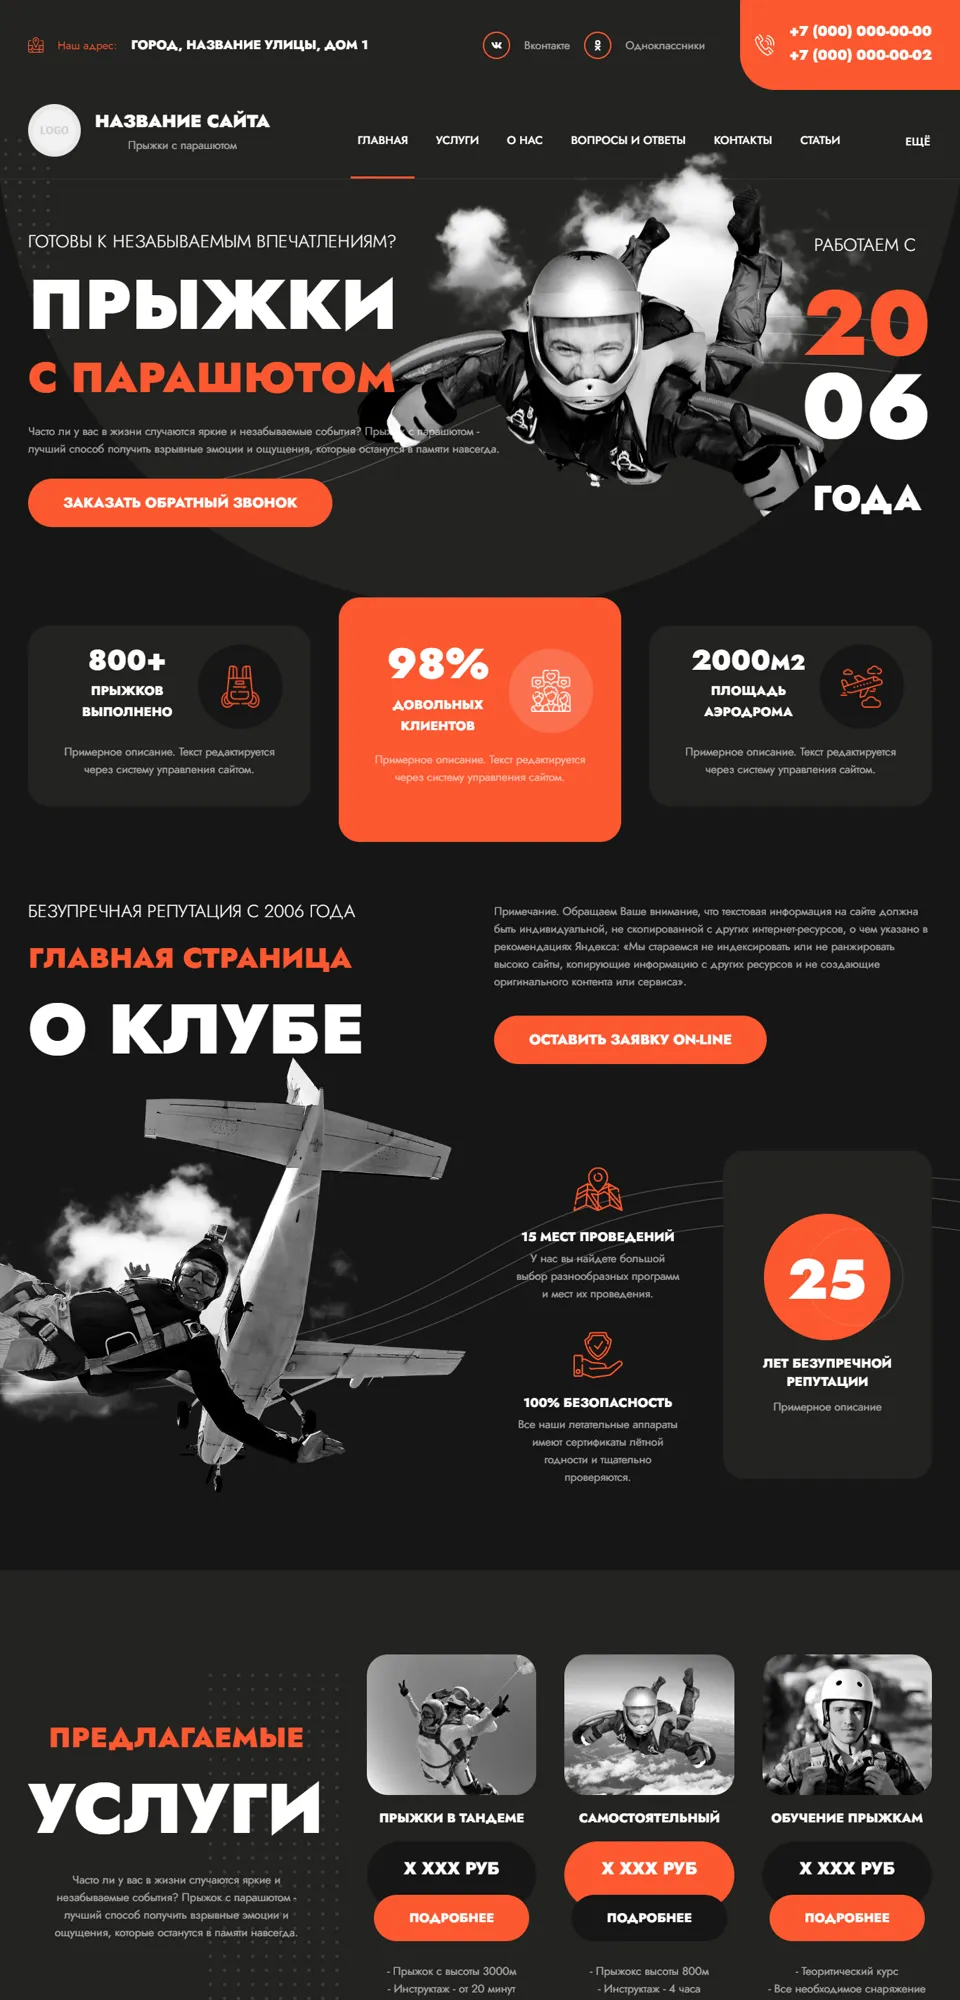 Наш адрес: ГОРОД, НАЗВАНИЕ УЛИЦЫ, ДОМ 1
Вконтакте
Одноклассники
+7 (000) 000-00-00
+7 (000) 000-00-02
LOGO
НАЗВАНИЕ САЙТА
Прыжки с парашютом
ГЛАВНАЯ УСЛУГИ О НАС ВОПРОСЫ И ОТВЕТЫ КОНТАКТЫ СТАТЬИ ЕЩЁ
ГОТОВЫ К НЕЗАБЫВАЕМЫМ ВПЕЧАТЛЕНИЯМ?
ПРЫЖКИ
С ПАРАШЮТОМ
Часто ли у вас в жизни случаются яркие и незабываемые события? Прыжок с парашютом -
лучший способ получить взрывные эмоции и ощущения, которые останутся в памяти навсегда.
ЗАКАЗАТЬ ОБРАТНЫЙ ЗВОНОК
РАБОТАЕМ С
20
06
ГОДА
800+
ПРЫЖКОВ
ВЫПОЛНЕНО
Примерное описание. Текст редактируется
через систему управления сайтом.
98%
ДОВОЛЬНЫХ
КЛИЕНТОВ
Примерное описание. Текст редактируется
через систему управления сайтом.
2000М2
ПЛОЩАДЬ
АЭРОДРОМА
Примерное описание. Текст редактируется
через систему управления сайтом.
БЕЗУПРЕЧНАЯ РЕПУТАЦИЯ С 2006 ГОДА
ГЛАВНАЯ СТРАНИЦА
О КЛУБЕ
Примечание. Обращаем Ваше внимание, что текстовая информация на сайте должна
быть индивидуальной, не скопированной с других интернет-ресурсов, о чем указано в
рекомендациях Яндекса: «Мы стараемся не индексировать или не ранжировать
высоко сайты, копирующие информацию с других ресурсов и не создающие
оригинального контента или сервиса».
ОСТАВИТЬ ЗАЯВКУ ON-LINE
15 МЕСТ ПРОВЕДЕНИЙ
У нас вы найдете большой
выбор разнообразных программ
и мест их проведения.
100% БЕЗОПАСНОСТЬ
Все наши летательные аппараты
имеют сертификаты лётной
годности и тщательно
проверяются.
25
ЛЕТ БЕЗУПРЕЧНОЙ
РЕПУТАЦИИ
Примерное описание
ПРЕДЛАГАЕМЫЕ
УСЛУГИ
Часто ли у вас в жизни случаются яркие и
незабываемые события? Прыжок с парашютом -
лучший способ получить взрывные эмоции и
ощущения, которые останутся в памяти навсегда.
ПРЫЖКИ В ТАНДЕМЕ
Х ХХХ РУБ
ПОДРОБНЕЕ
- Прыжок с высоты 3000м
- Инструктаж - от 20 минут
САМОСТОЯТЕЛЬНЫЙ
Х ХХХ РУБ
ПОДРОБНЕЕ
- Прыжокс высоты 800м
- Инструктаж - 4 часа
ОБУЧЕНИЕ ПРЫЖКАМ
Х ХХХ РУБ
ПОДРОБНЕЕ
- Теоритический курс
- Все необходимое снаряжение